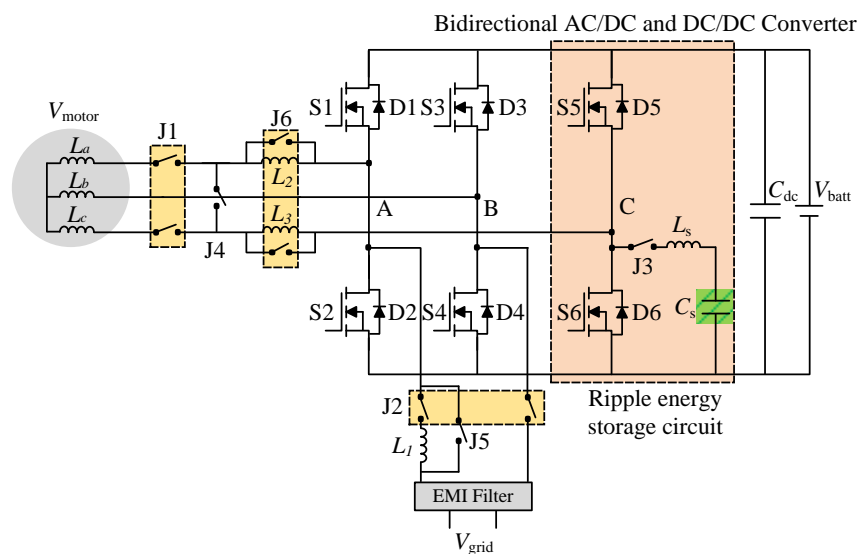 Bidirectional AC/DC and DC/DC Converter
S1 D1 S3 D3 S5 D5
Vmotor
J1 J6
La
L2
Lb
Lc
L3
J4
A B C
Ls
J3
Cdc
Vbatt
S2 D2 S4 D4 S6 D6
Cs
J2
J5
L1
Ripple energy
storage circuit
EMI Filter
Vgrid